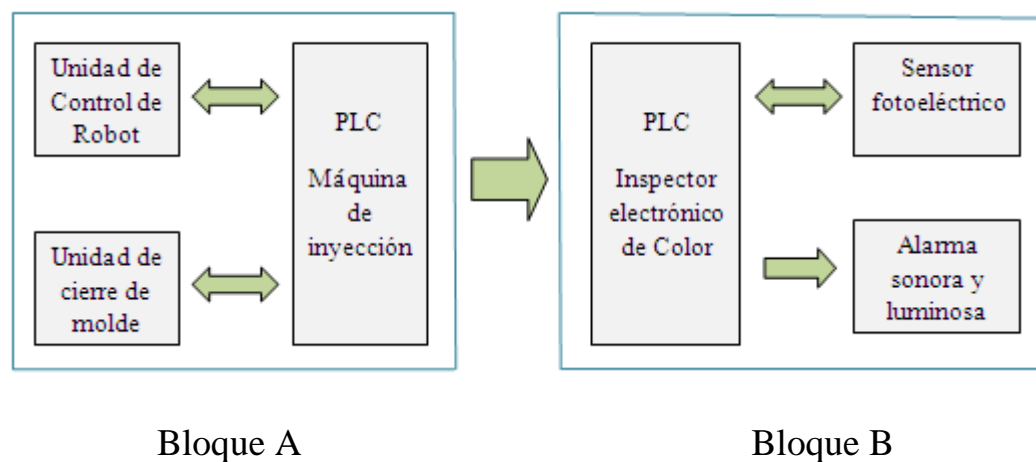 Unidad de
Control de
Robot
Unidad de
cierre de
molde
PLC
Máquina
de
inyección
PLC
Inspector
electrónico
de Color
Sensor
fotoeléctrico
Alarma
sonora y
luminosa
Bloque A
Bloque B